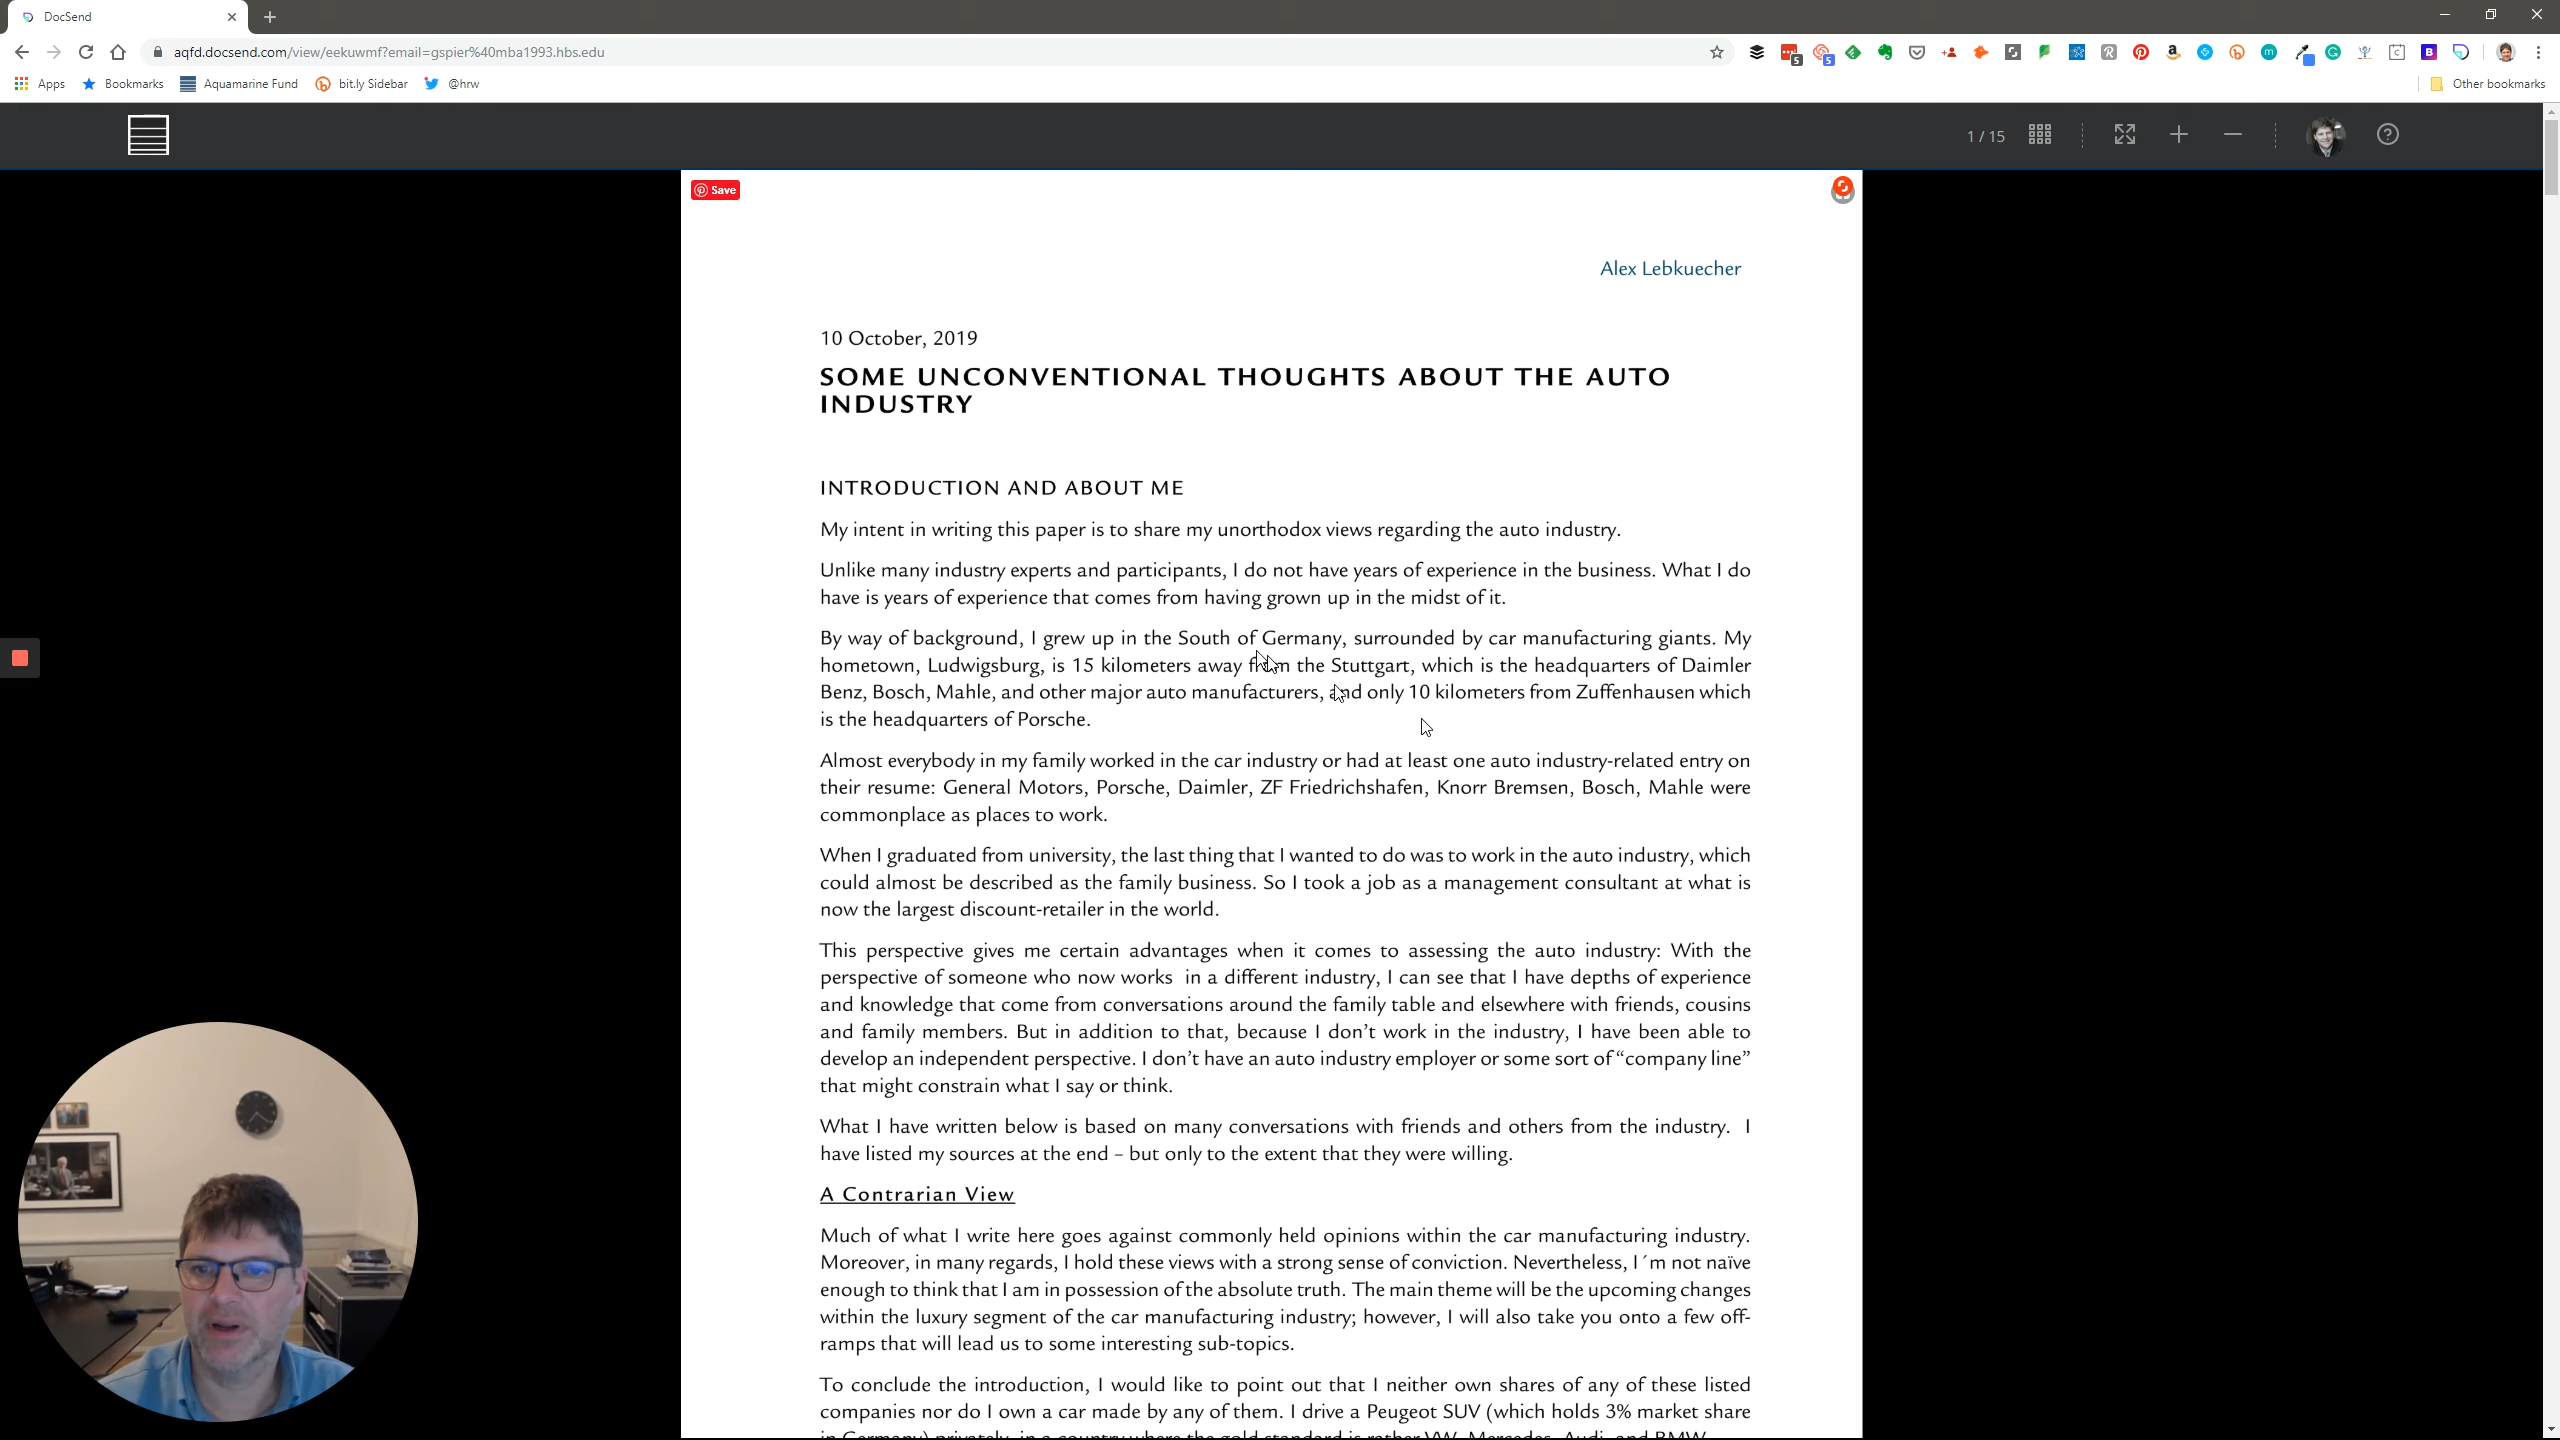 DocSend
aqfd.docsend.com/view/eekuwmf?email=gspier%40mba1993.hbs.edu
5
5
Apps
Bookmarks
Aquamarine Fund
bit.ly Sidebar
@hrw
Other bookmarks
1 / 15
Save
Alex Lebkuecher
10 October, 2019
SOME UNCONVENTIONAL THOUGHTS ABOUT THE AUTO
INDUSTRY
INTRODUCTION AND ABOUT ME
My intent in writing this paper is to share my unorthodox views regarding the auto industry.
Unlike many industry experts and participants, I do not have years of experience in the business. What I do
have is years of experience that comes from having grown up in the midst of it.
By way of background, I grew up in the South of Germany, surrounded by car manufacturing giants. My
hometown, Ludwigsburg, is 15 kilometers away from the Stuttgart, which is the headquarters of Daimler
Benz, Bosch, Mahle, and other major auto manufacturers, and only 10 kilometers from Zuffenhausen which
is the headquarters of Porsche.
Almost everybody in my family worked in the car industry or had at least one auto industry-related entry on
their resume: General Motors, Porsche, Daimler, ZF Friedrichshafen, Knorr Bremsen, Bosch, Mahle were
commonplace as places to work.
When I graduated from university, the last thing that I wanted to do was to work in the auto industry, which
could almost be described as the family business. So I took a job as a management consultant at what is
now the largest discount-retailer in the world.
This perspective gives me certain advantages when it comes to assessing the auto industry: With the
perspective of someone who now works in a different industry, I can see that I have depths of experience
and knowledge that come from conversations around the family table and elsewhere with friends, cousins
and family members. But in addition to that, because I don't work in the industry, I have been able to
develop an independent perspective. I don't have an auto industry employer or some sort of “company line”
that might constrain what I say or think.
What I have written below is based on many conversations with friends and others from the industry. I
have listed my sources at the end – but only to the extent that they were willing.
A Contrarian View
Much of what I write here goes against commonly held opinions within the car manufacturing industry.
Moreover, in many regards, I hold these views with a strong sense of conviction. Nevertheless, I´m not naïve
enough to think that I am in possession of the absolute truth. The main theme will be the upcoming changes
within the luxury segment of the car manufacturing industry; however, I will also take you onto a few off-
ramps that will lead us to some interesting sub-topics.
To conclude the introduction, I would like to point out that I neither own shares of any of these listed
companies nor do I own a car made by any of them. I drive a Peugeot SUV (which holds 3% market share
in Germany) privately, in a country where the gold standard is rather VW, Mercedes, Audi, and BMW.